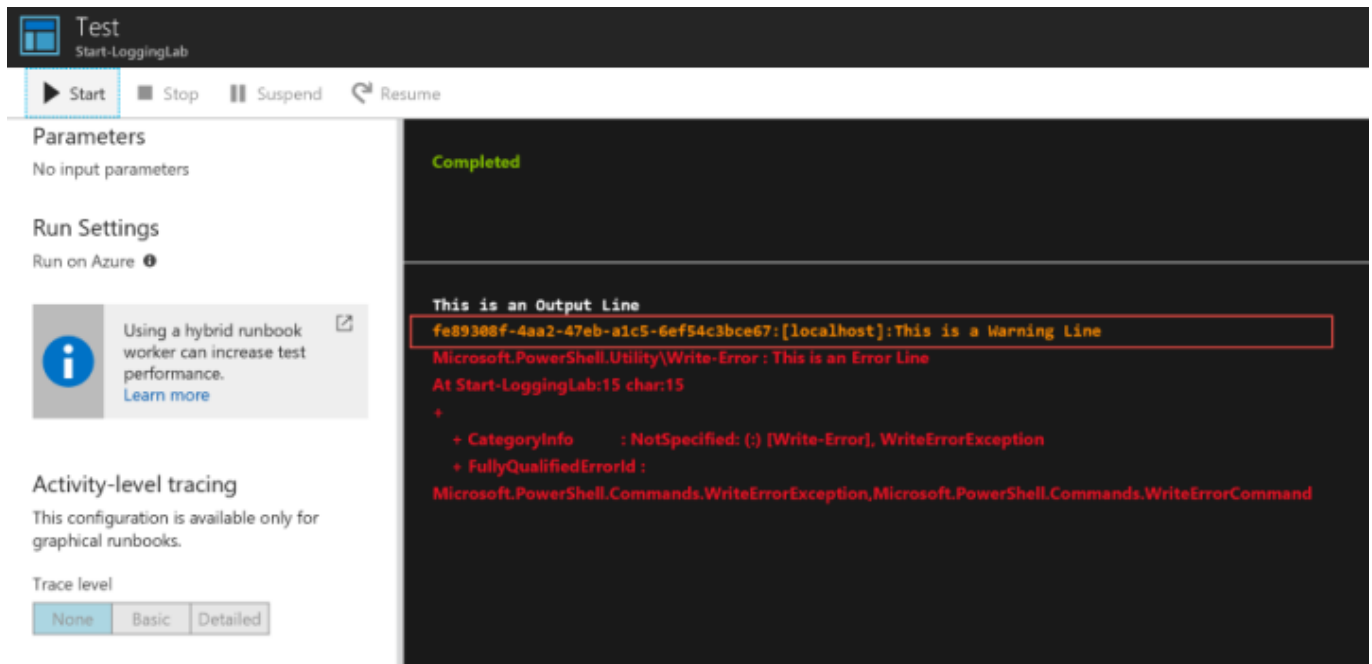 Test
Start-LoggingLab
Start
Stop
Suspend
Resume
Parameters
No input parameters
Run Settings
Run on Azure
Using a hybrid runbook
worker can increase test
performance.
Learn more
Activity-level tracing
This configuration is available only for
graphical runbooks.
Trace level
None
Basic
Detailed
Completed
This is an Output Line
fe89308f-4aa2-47eb-a1c5-6ef54c3bce67:[localhost]:This is a Warning Line
Microsoft.PowerShell.Utility\Write-Error : This is an Error Line
At Start-LoggingLab:15 char:15
+
+ CategoryInfo : NotSpecified: (:) [Write-Error], WriteErrorException
+ FullyQualifiedErrorId :
Microsoft.PowerShell.Commands.WriteErrorException,Microsoft.PowerShell.Commands.WriteErrorCommand